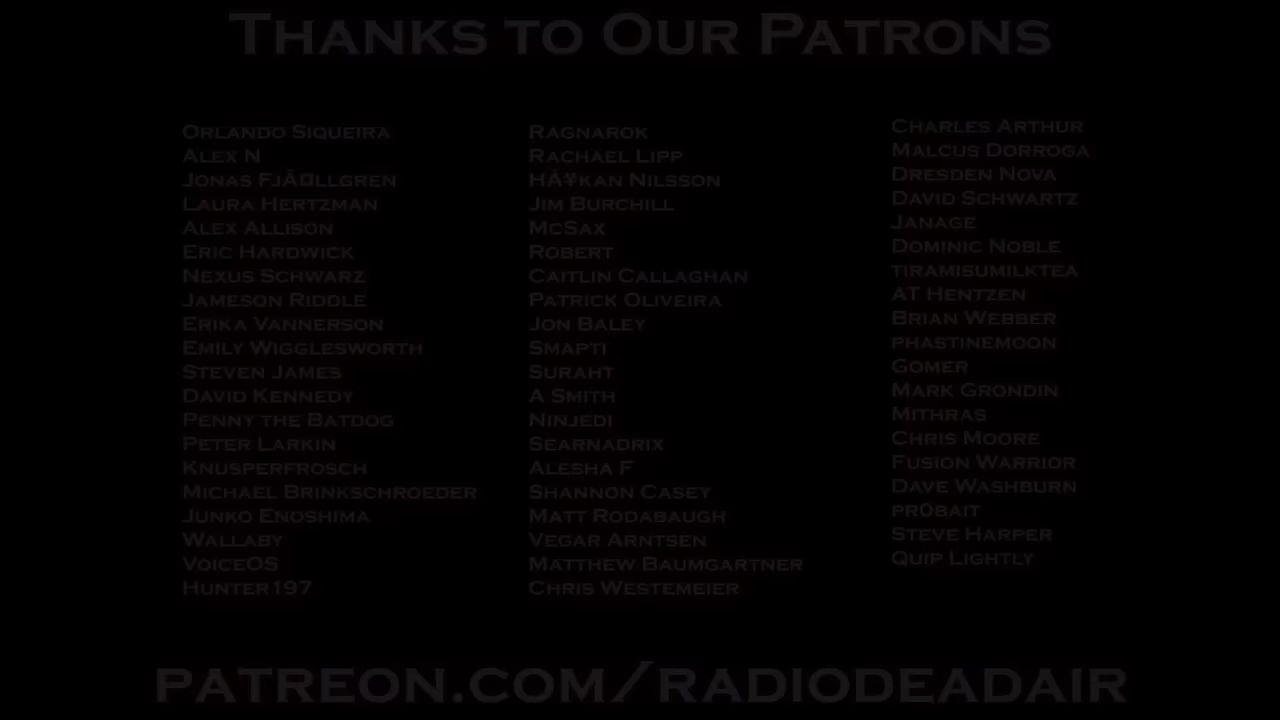 Thanks to Our Patrons
Orlando Siqueira
Alex N
Jonas FjÃ¤llgren
Laura Hertzman
Alex Allison
Eric Hardwick
Nexus Schwarz
Jameson Riddle
Erika Vannerson
Emily Wigglesworth
Steven James
David Kennedy
Penny the Batdog
Peter Larkin
Knusperfrosch
Michael Brinkschroeder
Junko Enoshima
Wallaby
VoiceOS
Hunter197
Ragnarok
Rachael Lipp
HÃ¥kan Nilsson
Jim Burchill
McSax
Robert
Caitlin Callaghan
Patrick Oliveira
Jon Baley
Smapti
Suraht
A Smith
Ninjedi
Searnadrix
Alesha F
Shannon Casey
Matt Rodabaugh
Vegar Arntsen
Matthew Baumgartner
Chris Westemeier
Charles Arthur
Malcus Dorroga
Dresden Nova
David Schwartz
Janage
Dominic Noble
tiramisumilktea
AT Hentzen
Brian Webber
phastinemoon
Gomer
Mark Grondin
Mithras
Chris Moore
Fusion Warrior
Dave Washburn
pr0bait
Steve Harper
Quip Lightly
patreon.com/radiodeadair